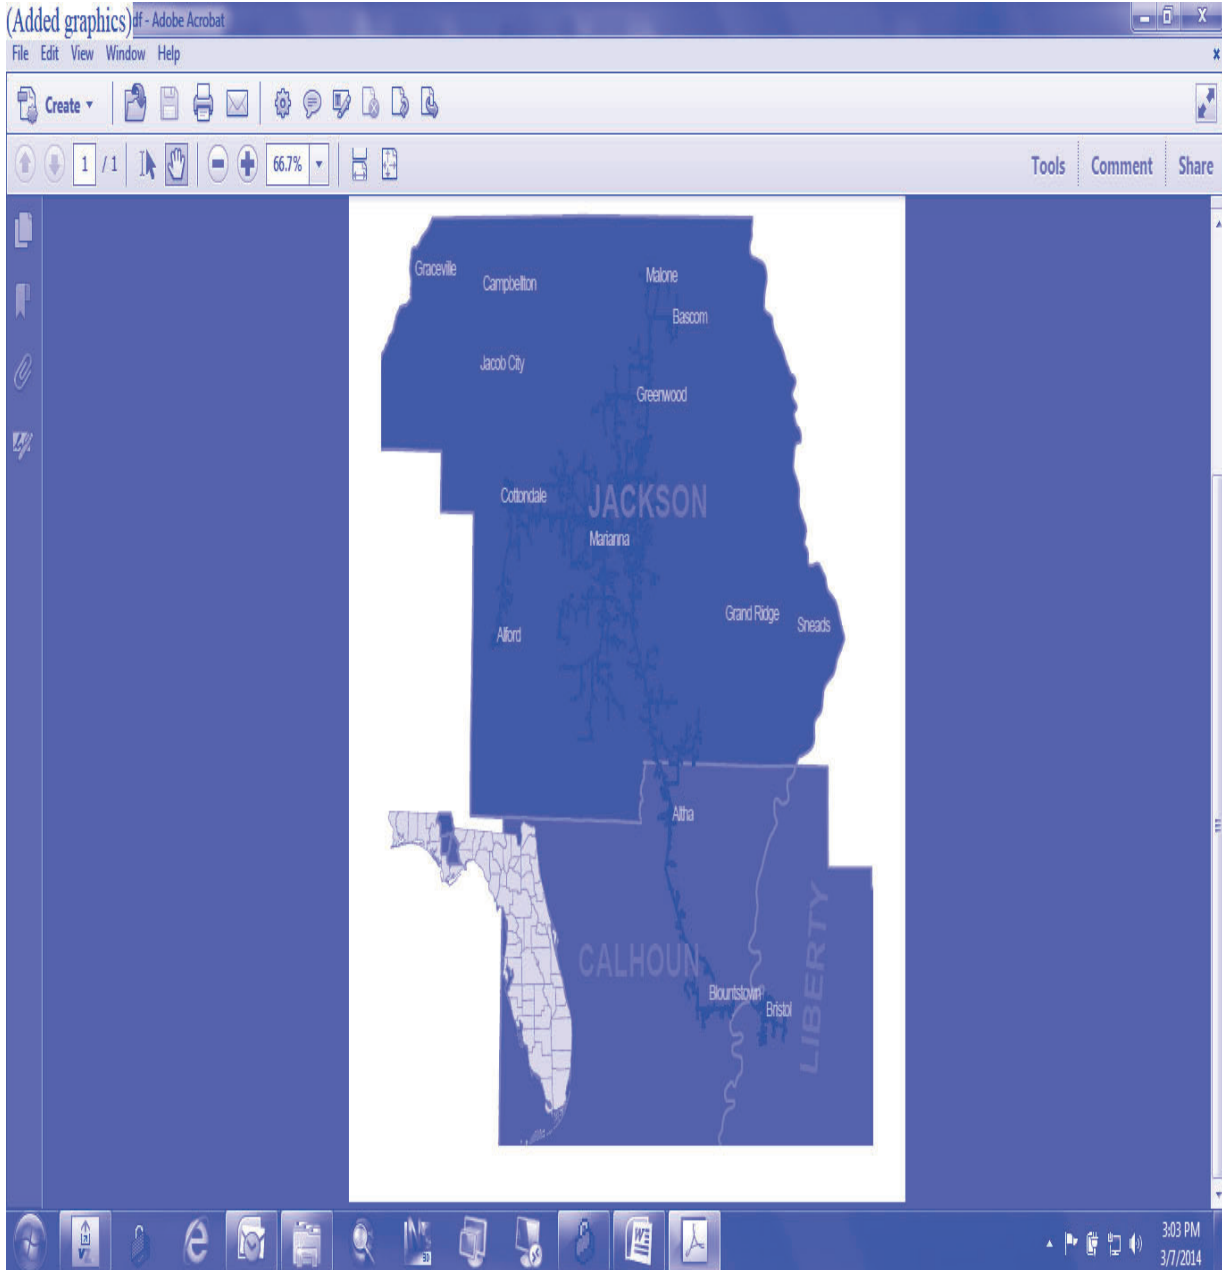 (Added graphics)df - Adobe Acrobat
File Edit View Window Help
Create
1 / 1 66.7% Tools Comment Share
Graceville
Campbellton
Malone
Bascom
Jacob City
Greenwood
Cottondale
JACKSON
Marianna
Grand Ridge
Sneads
Alford
Altha
CALHOUN
LIBERTY
Blountstown
Bristol
3:03 PM
3/7/2014